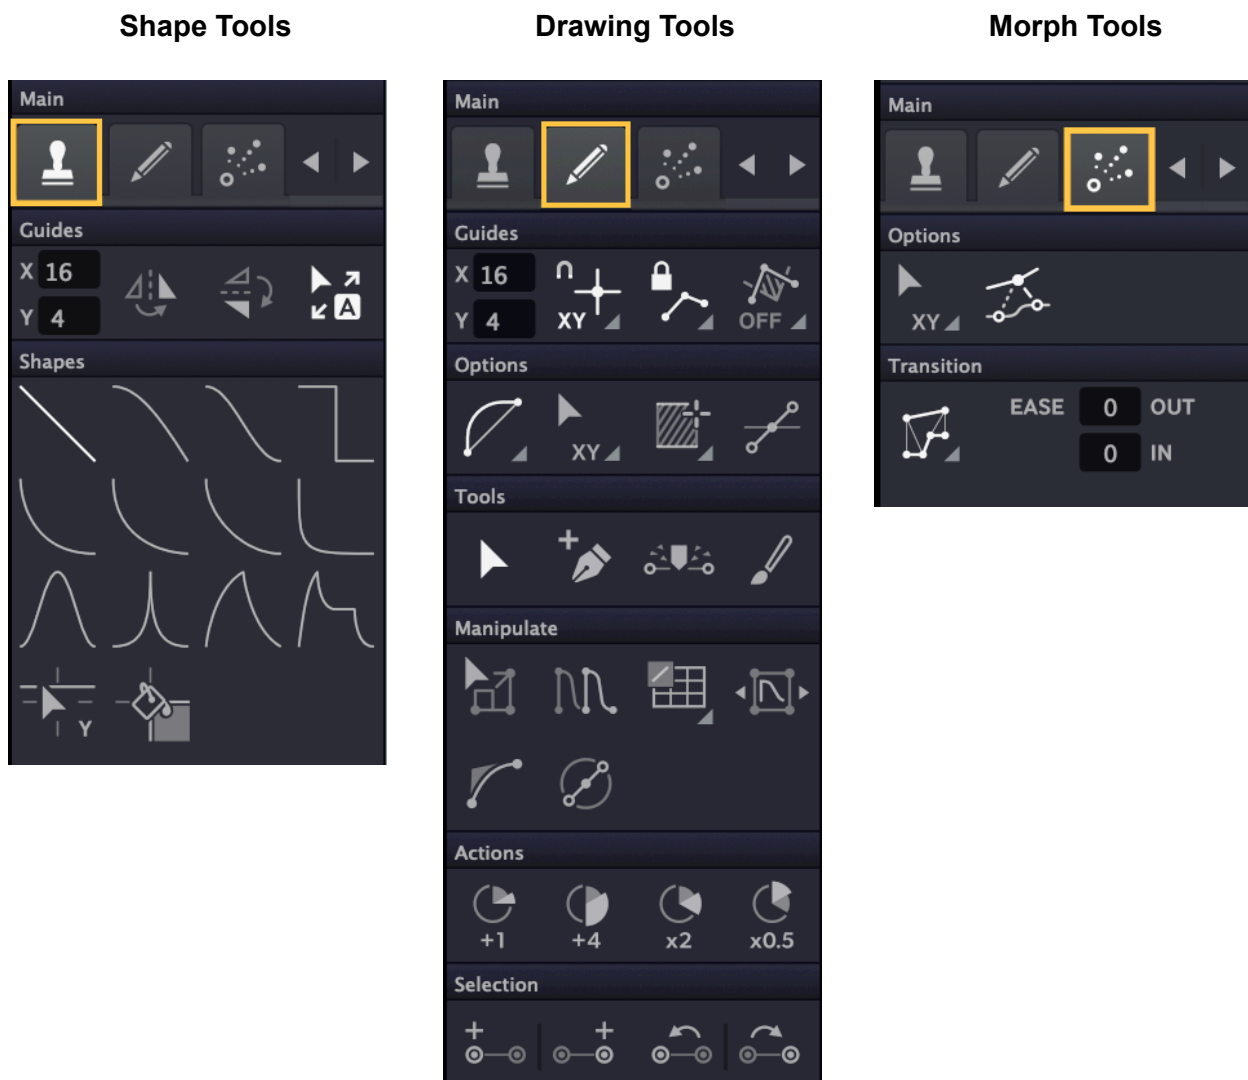 Shape Tools
Main
Guides
X 16
Y 4
A
Shapes
Y
Drawing Tools
Main
Guides
X 16
Y 4
XY
OFF
Options
XY
Tools
Manipulate
Actions
+1 +4 x2 x0.5
Selection
Morph Tools
Main
Options
XY
Transition
EASE 0 OUT
0 IN